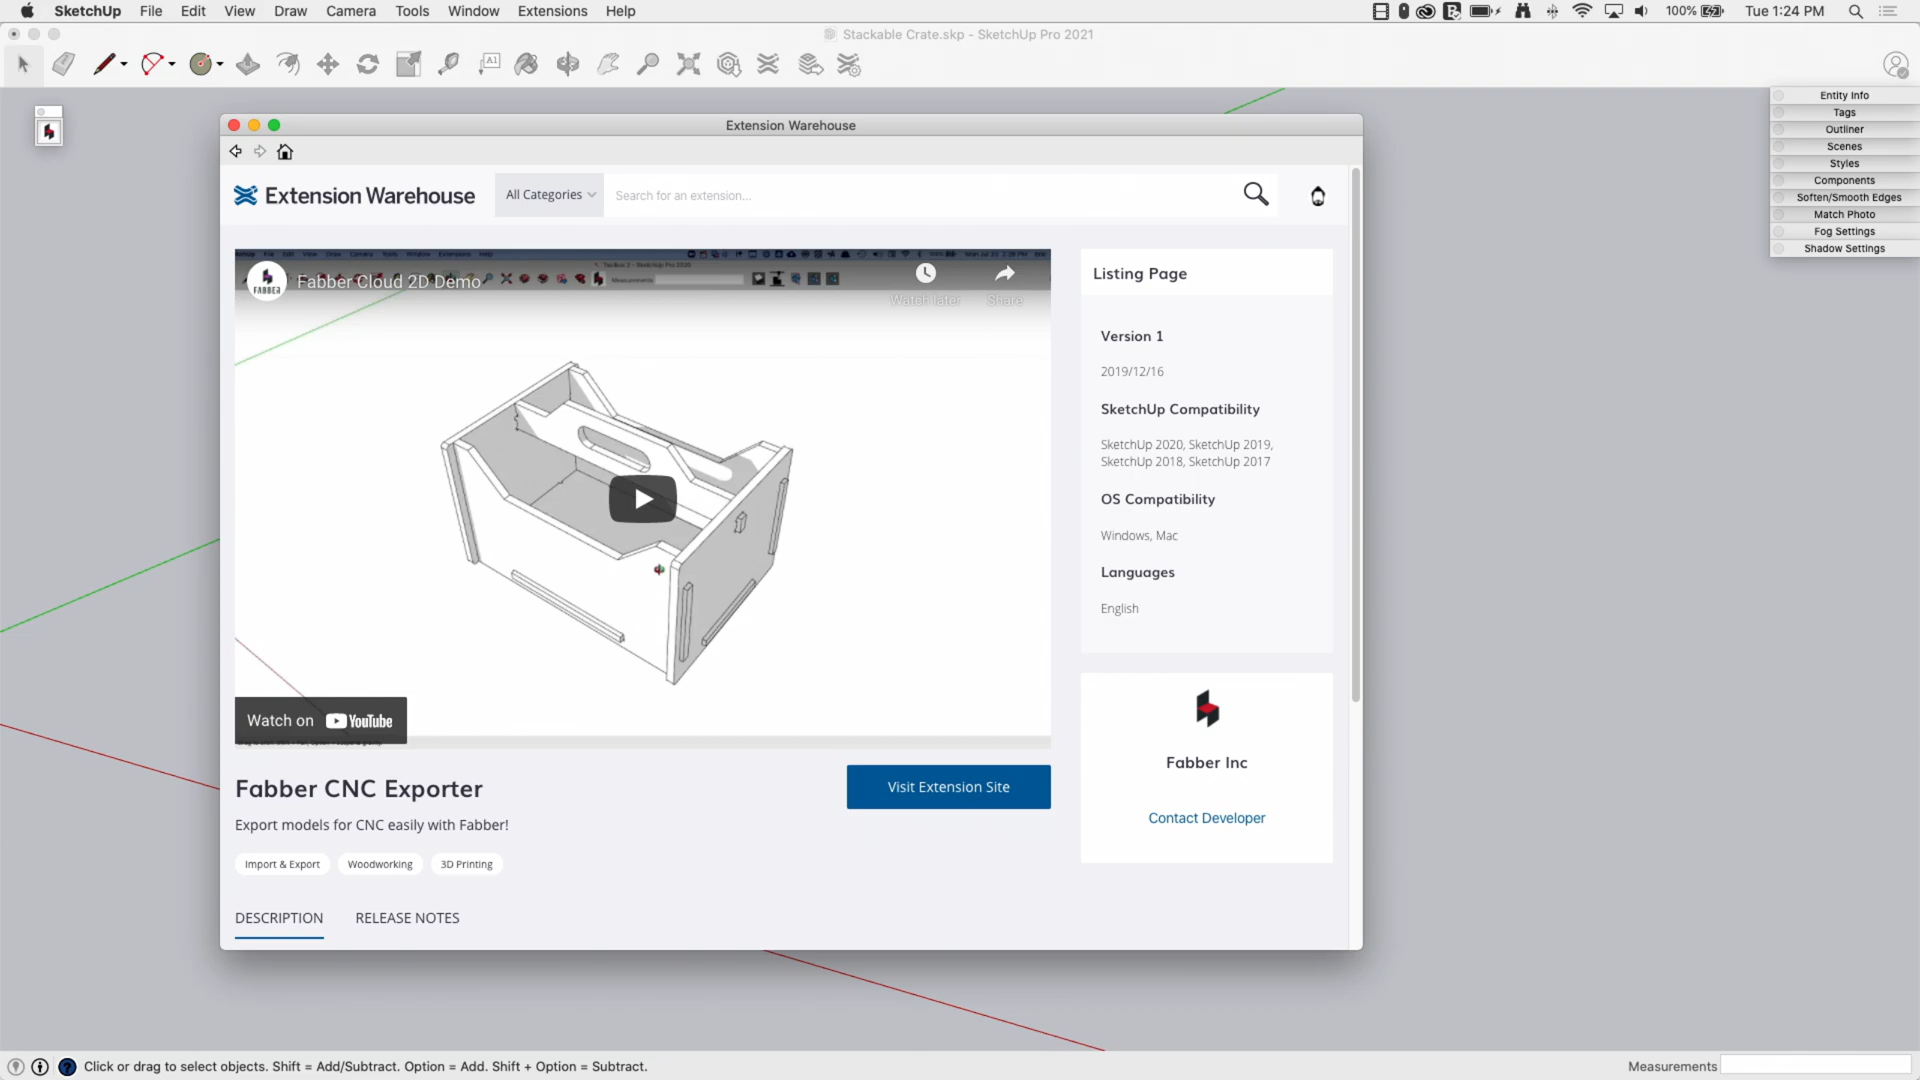 SketchUp File Edit View Draw Camera Tools Window Extensions Help 100% Tue 1:24 PM
Stackable Crate.skp - SketchUp Pro 2021
A1
Entity Info
Tags
Outliner
Scenes
Styles
Components
Soften/Smooth Edges
Match Photo
Fog Settings
Shadow Settings
Extension Warehouse
Extension Warehouse All Categories Search for an extension...
FABBER Fabber Cloud 2D Demo Watch later Share
Watch on YouTube
Listing Page
Version 1
2019/12/16
SketchUp Compatibility
SketchUp 2020, SketchUp 2019,
SketchUp 2018, SketchUp 2017
OS Compatibility
Windows, Mac
Languages
English
Fabber Inc
Contact Developer
Fabber CNC Exporter
Visit Extension Site
Export models for CNC easily with Fabber!
Import & Export Woodworking 3D Printing
DESCRIPTION RELEASE NOTES
Click or drag to select objects. Shift = Add/Subtract. Option = Add. Shift + Option = Subtract.
Measurements